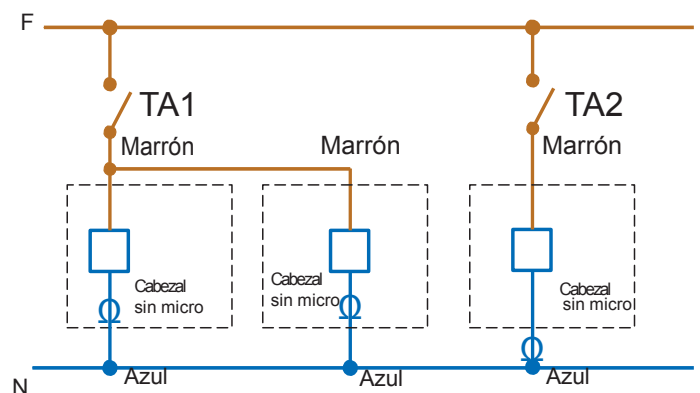 F
TA1
TA2
Marrón
Marrón
Marrón
Cabezal
sin micro
Cabezal
sin micro
Cabezal
sin micro
Ω
Ω
Ω
Azul
Azul
Azul
N